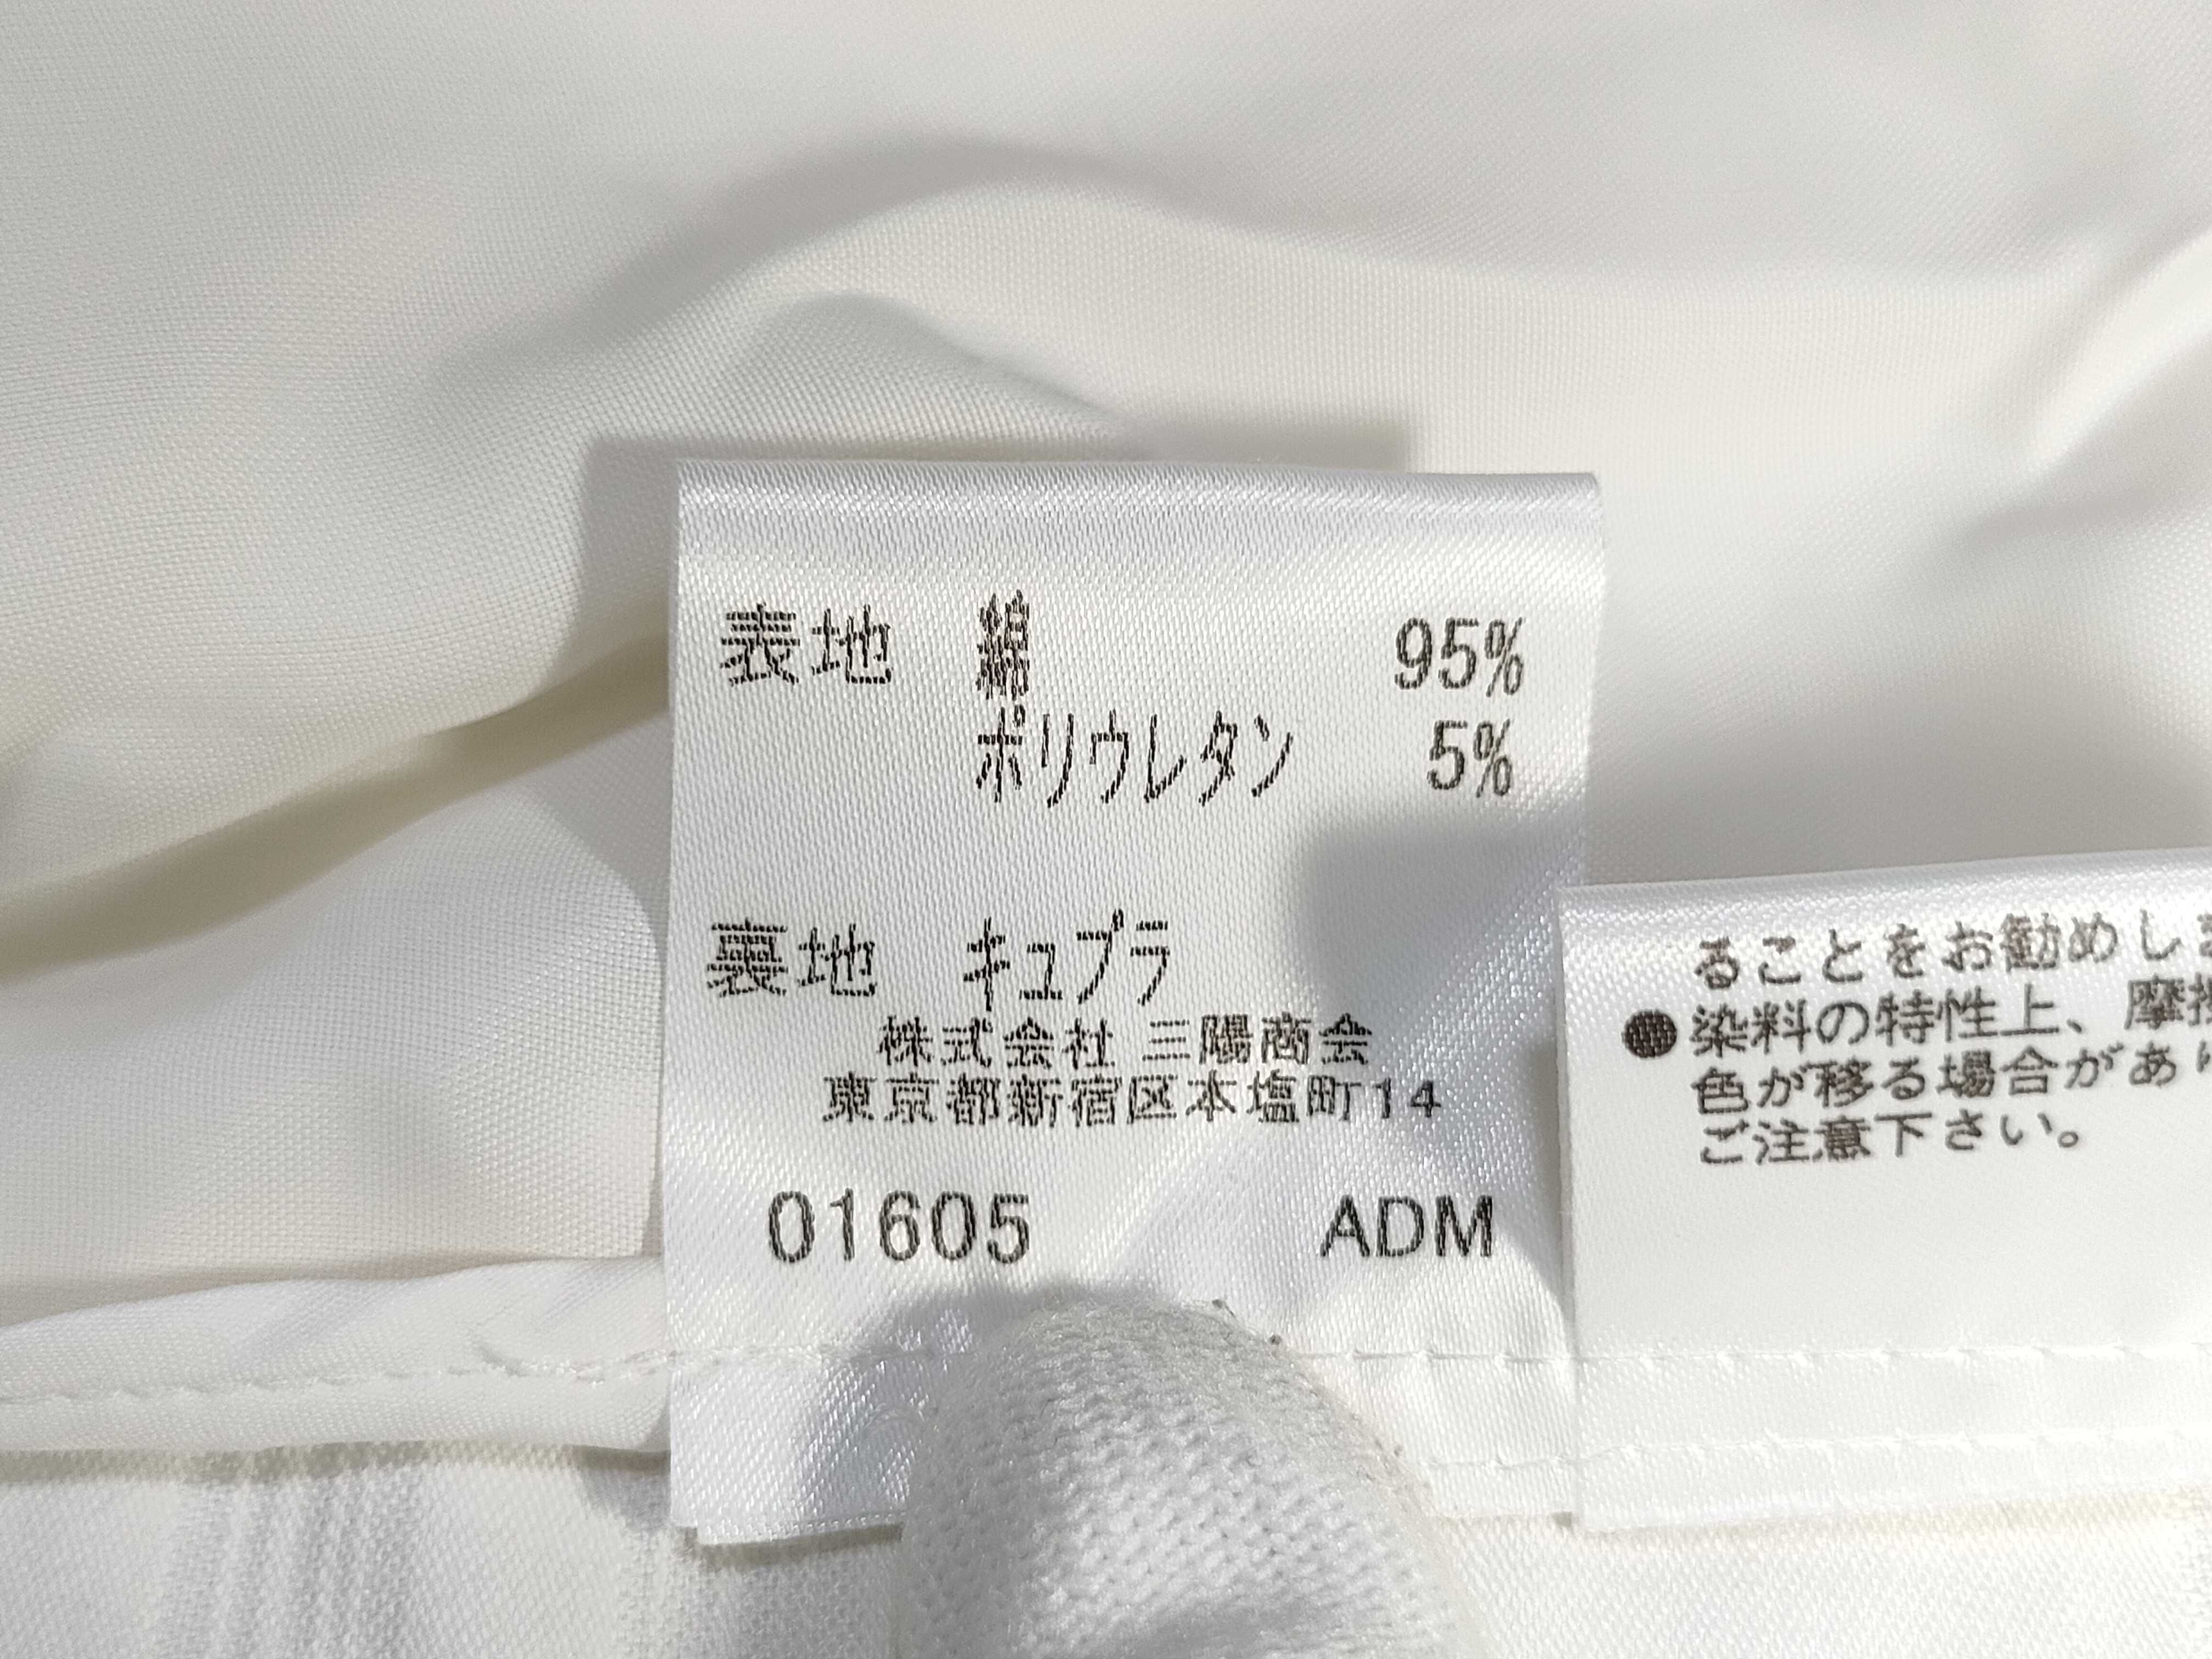 表地 綿 95%
ポリウレタン 5%
裏地 キュプラ
株式会社 三陽商会
東京都新宿区本塩町14
01605 ADM
ることをお勧めしま
●染料の特性上、摩擦
色が移る場合があり
ご注意下さい。